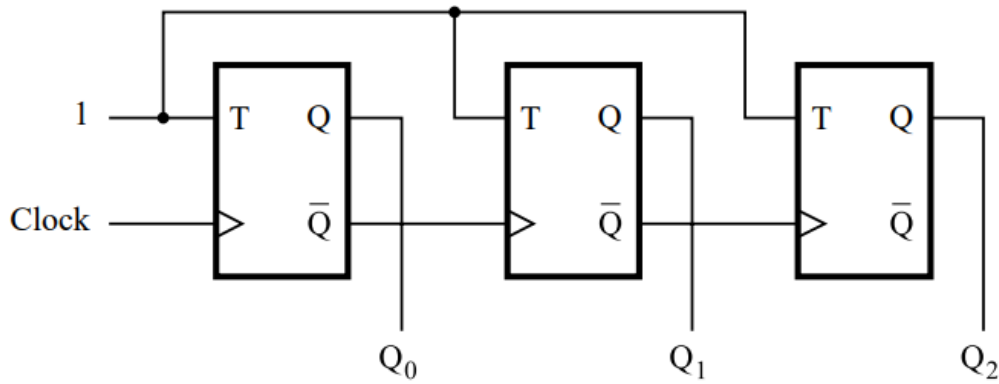 1 T Q T Q T Q
Clock Q̅ Q̅ Q̅
Q₀ Q₁ Q₂